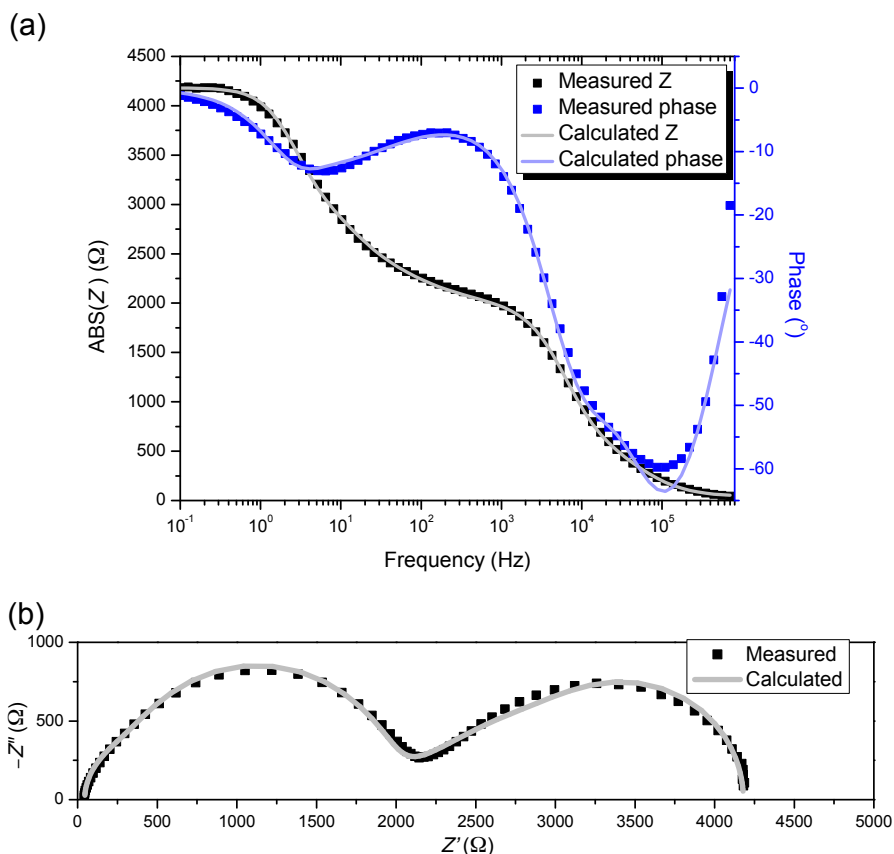 (a)
4500
4000
3500
3000
2500
2000
1500
1000
500
0
ABS(Z ) (Ω)
Measured Z
Measured phase
Calculated Z
Calculated phase
0
-10
-20
-30
-40
-50
-60
Phase (°)
10⁻¹ 10⁰ 10¹ 10² 10³ 10⁴ 10⁵
Frequency (Hz)
(b)
1000
500
0
-Z'' (Ω)
Measured
Calculated
0 500 1000 1500 2000 2500 3000 3500 4000 4500 5000
Z' (Ω)